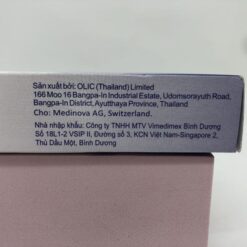 Sản xuất bởi: OLIC (Thailand) Limited
166 Moo 16 Bangpa-In Industrial Estate, Udomsorayuth Road,
Bangpa-In District, Ayutthaya Province, Thailand
Cho: Medinova AG, Switzerland.
Nhà nhập khẩu: Công ty TNHH MTV Vimedimex Bình Dương
Số 18L1-2 VSIP II, Đường số 3, KCN Việt Nam-Singapore 2,
Thủ Dầu Một, Bình Dương